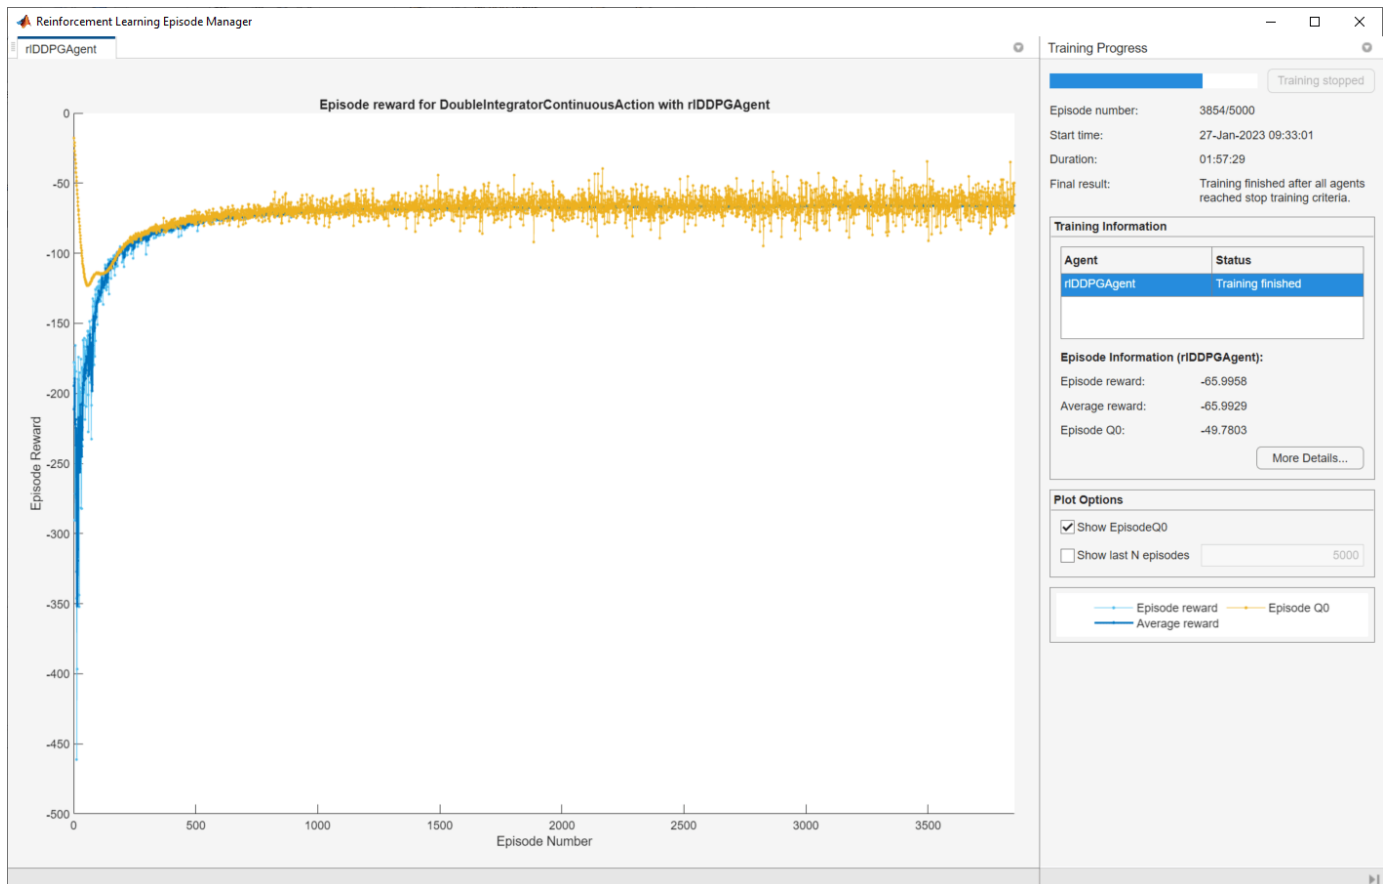 Reinforcement Learning Episode Manager
rlDDPGAgent
Episode reward for DoubleIntegratorContinuousAction with rlDDPGAgent
0
-50
-100
-150
-200
-250
-300
-350
-400
-450
-500
Episode Reward
0 500 1000 1500 2000 2500 3000 3500
Episode Number
Training Progress
Training stopped
Episode number: 3854/5000
Start time: 27-Jan-2023 09:33:01
Duration: 01:57:29
Final result: Training finished after all agents
reached stop training criteria.
Training Information
Agent Status
rlDDPGAgent Training finished
Episode Information (rlDDPGAgent):
Episode reward: -65.9958
Average reward: -65.9929
Episode Q0: -49.7803
More Details...
Plot Options
Show EpisodeQ0
Show last N episodes 5000
Episode reward Episode Q0
Average reward